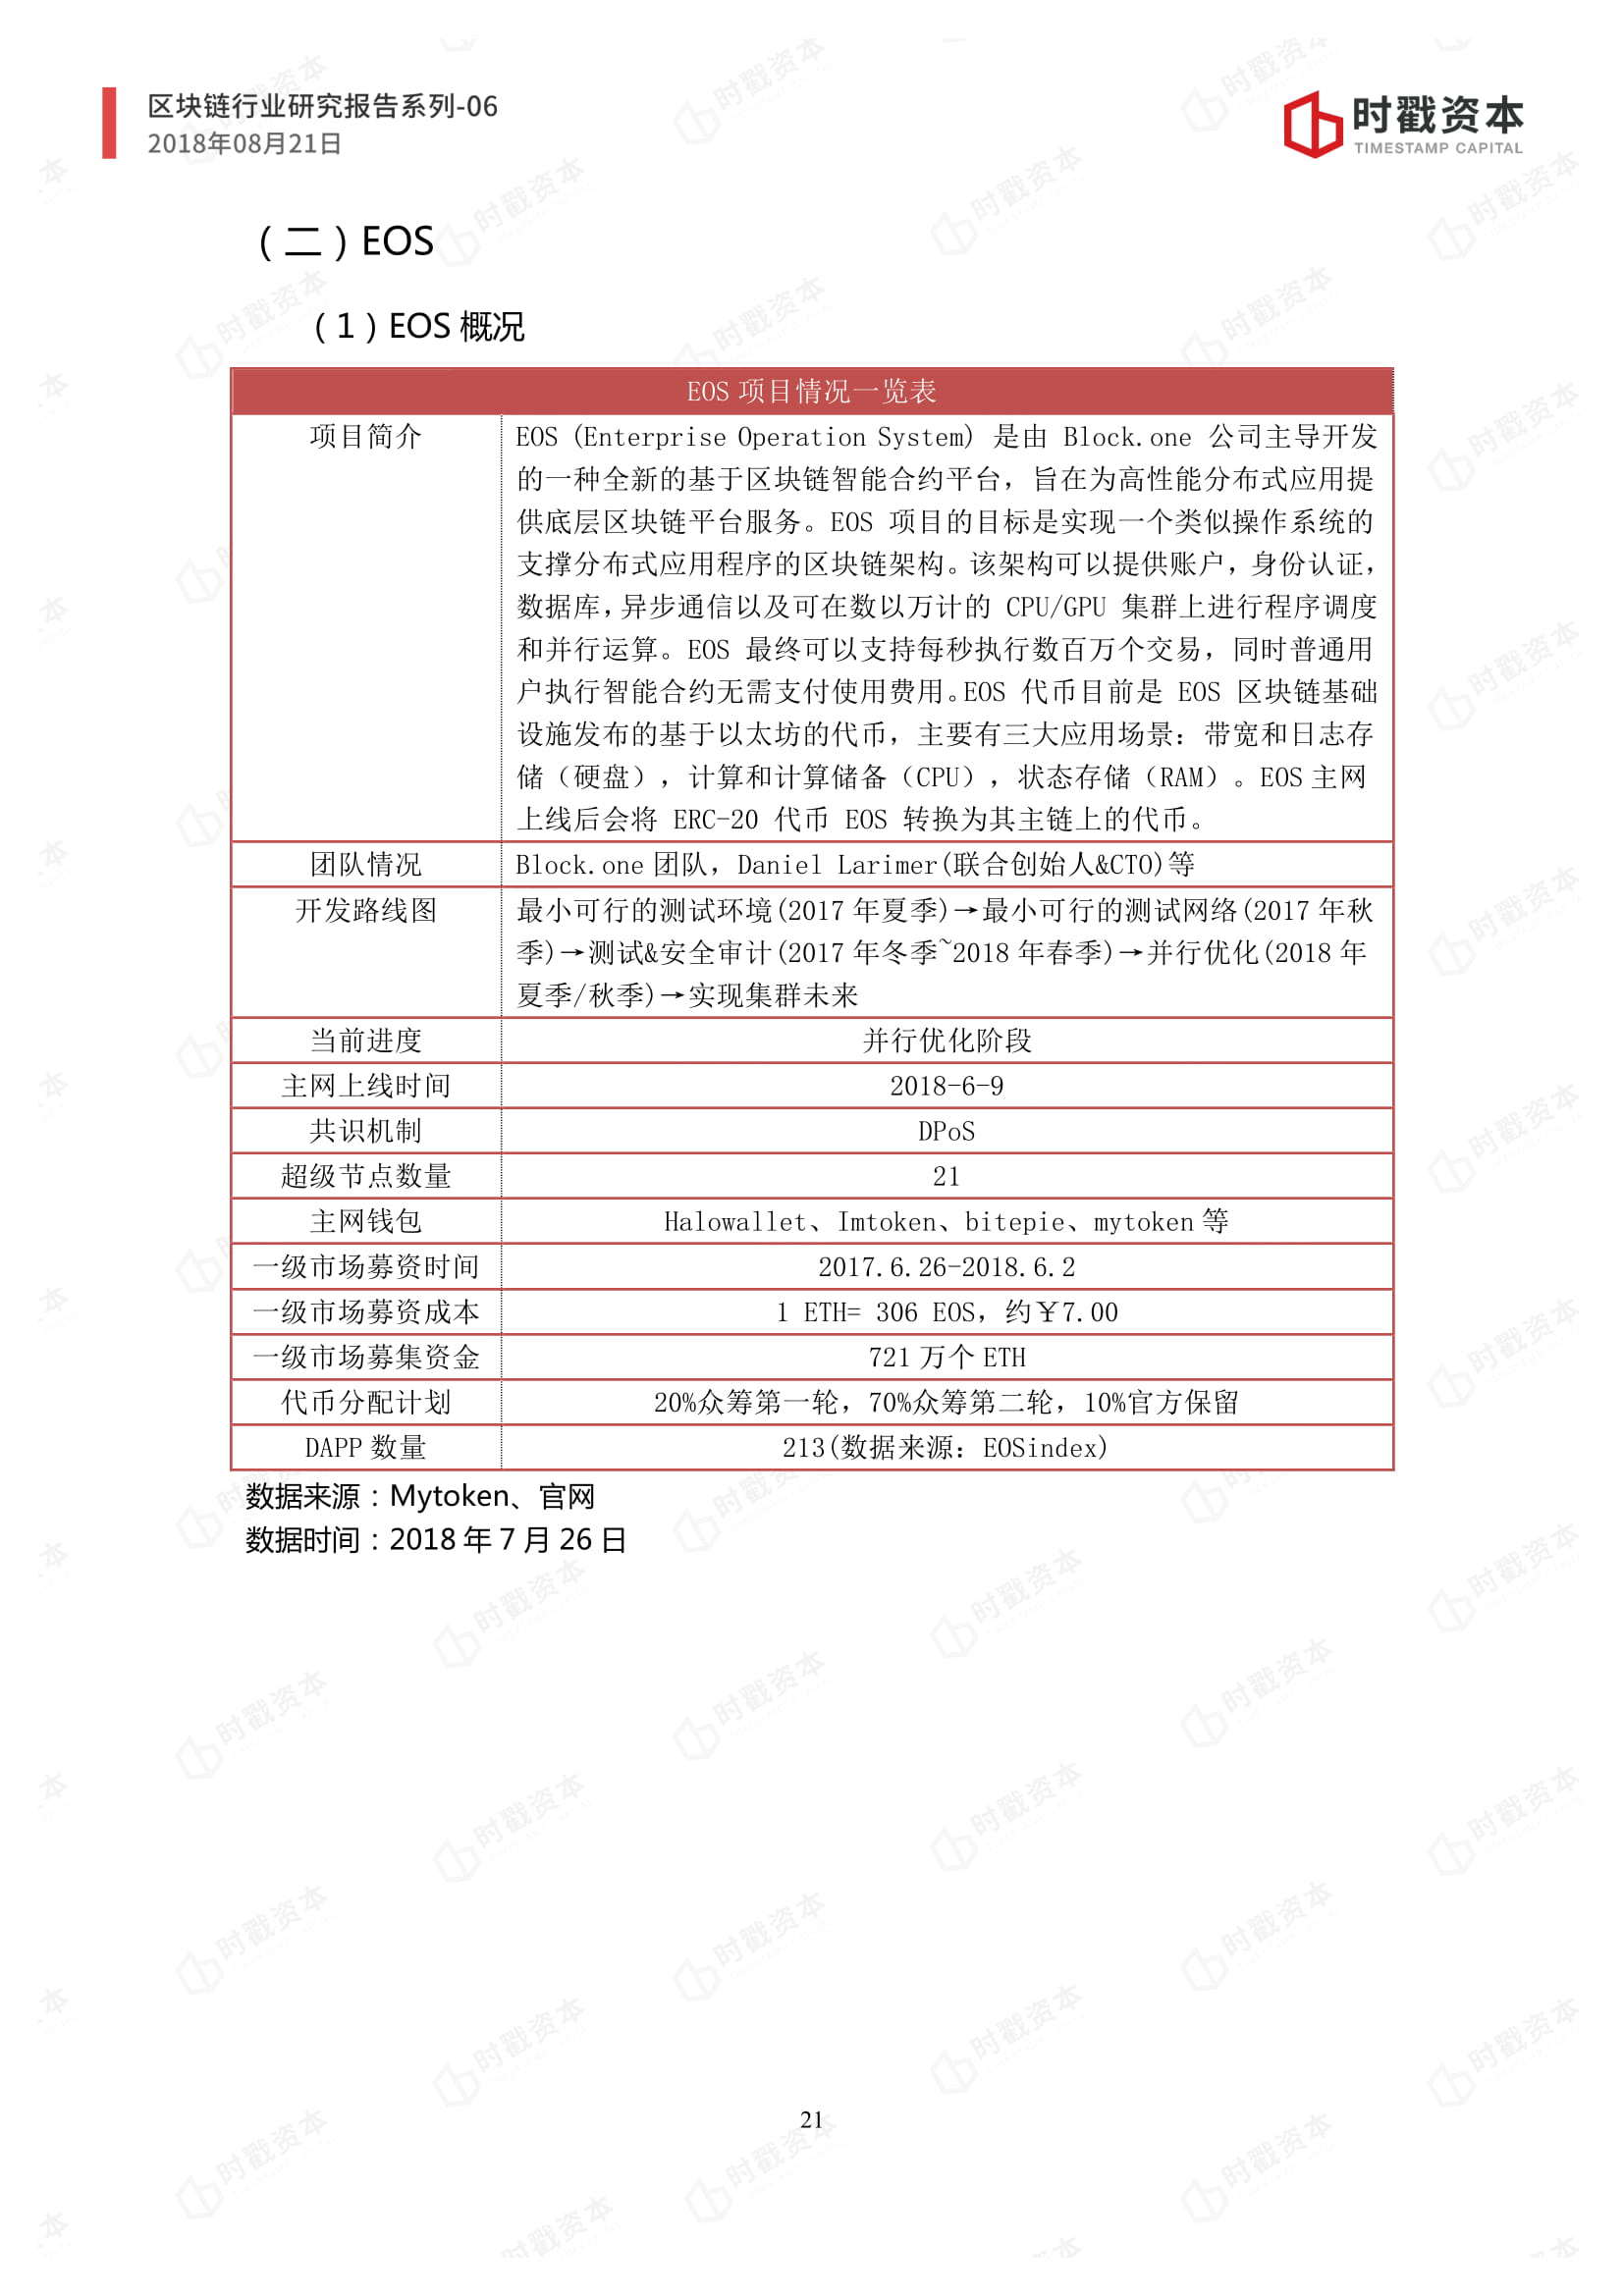 区块链行业研究报告系列-06
2018年08月21日
时戳资本
TIMESTAMP CAPITAL
（二）EOS
（1）EOS 概况
EOS 项目情况一览表
项目简介
EOS (Enterprise Operation System) 是由 Block.one 公司主导开发
的一种全新的基于区块链智能合约平台，旨在为高性能分布式应用提
供底层区块链平台服务。EOS 项目的目标是实现一个类似操作系统的
支撑分布式应用程序的区块链架构。该架构可以提供账户，身份认证，
数据库，异步通信以及可在数以万计的 CPU/GPU 集群上进行程序调度
和并行运算。EOS 最终可以支持每秒执行数百万个交易，同时普通用
户执行智能合约无需支付使用费用。EOS 代币目前是 EOS 区块链基础
设施发布的基于以太坊的代币，主要有三大应用场景：带宽和日志存
储（硬盘），计算和计算储备（CPU），状态存储（RAM）。EOS主网
上线后会将 ERC-20 代币 EOS 转换为其主链上的代币。
团队情况
Block.one 团队，Daniel Larimer(联合创始人&CTO)等
开发路线图
最小可行的测试环境(2017 年夏季)→最小可行的测试网络(2017 年秋
季)→测试&安全审计(2017 年冬季~2018 年春季)→并行优化(2018 年
夏季/秋季)→实现集群未来
当前进度
并行优化阶段
主网上线时间
2018-6-9
共识机制
DPoS
超级节点数量
21
主网钱包
Halowallet、Imtoken、bitepie、mytoken 等
一级市场募资时间
2017.6.26-2018.6.2
一级市场募资成本
1 ETH= 306 EOS，约￥7.00
一级市场募集资金
721 万个 ETH
代币分配计划
20%众筹第一轮，70%众筹第二轮，10%官方保留
DAPP 数量
213(数据来源：EOSindex)
数据来源：Mytoken、官网
数据时间：2018 年 7 月 26 日
21